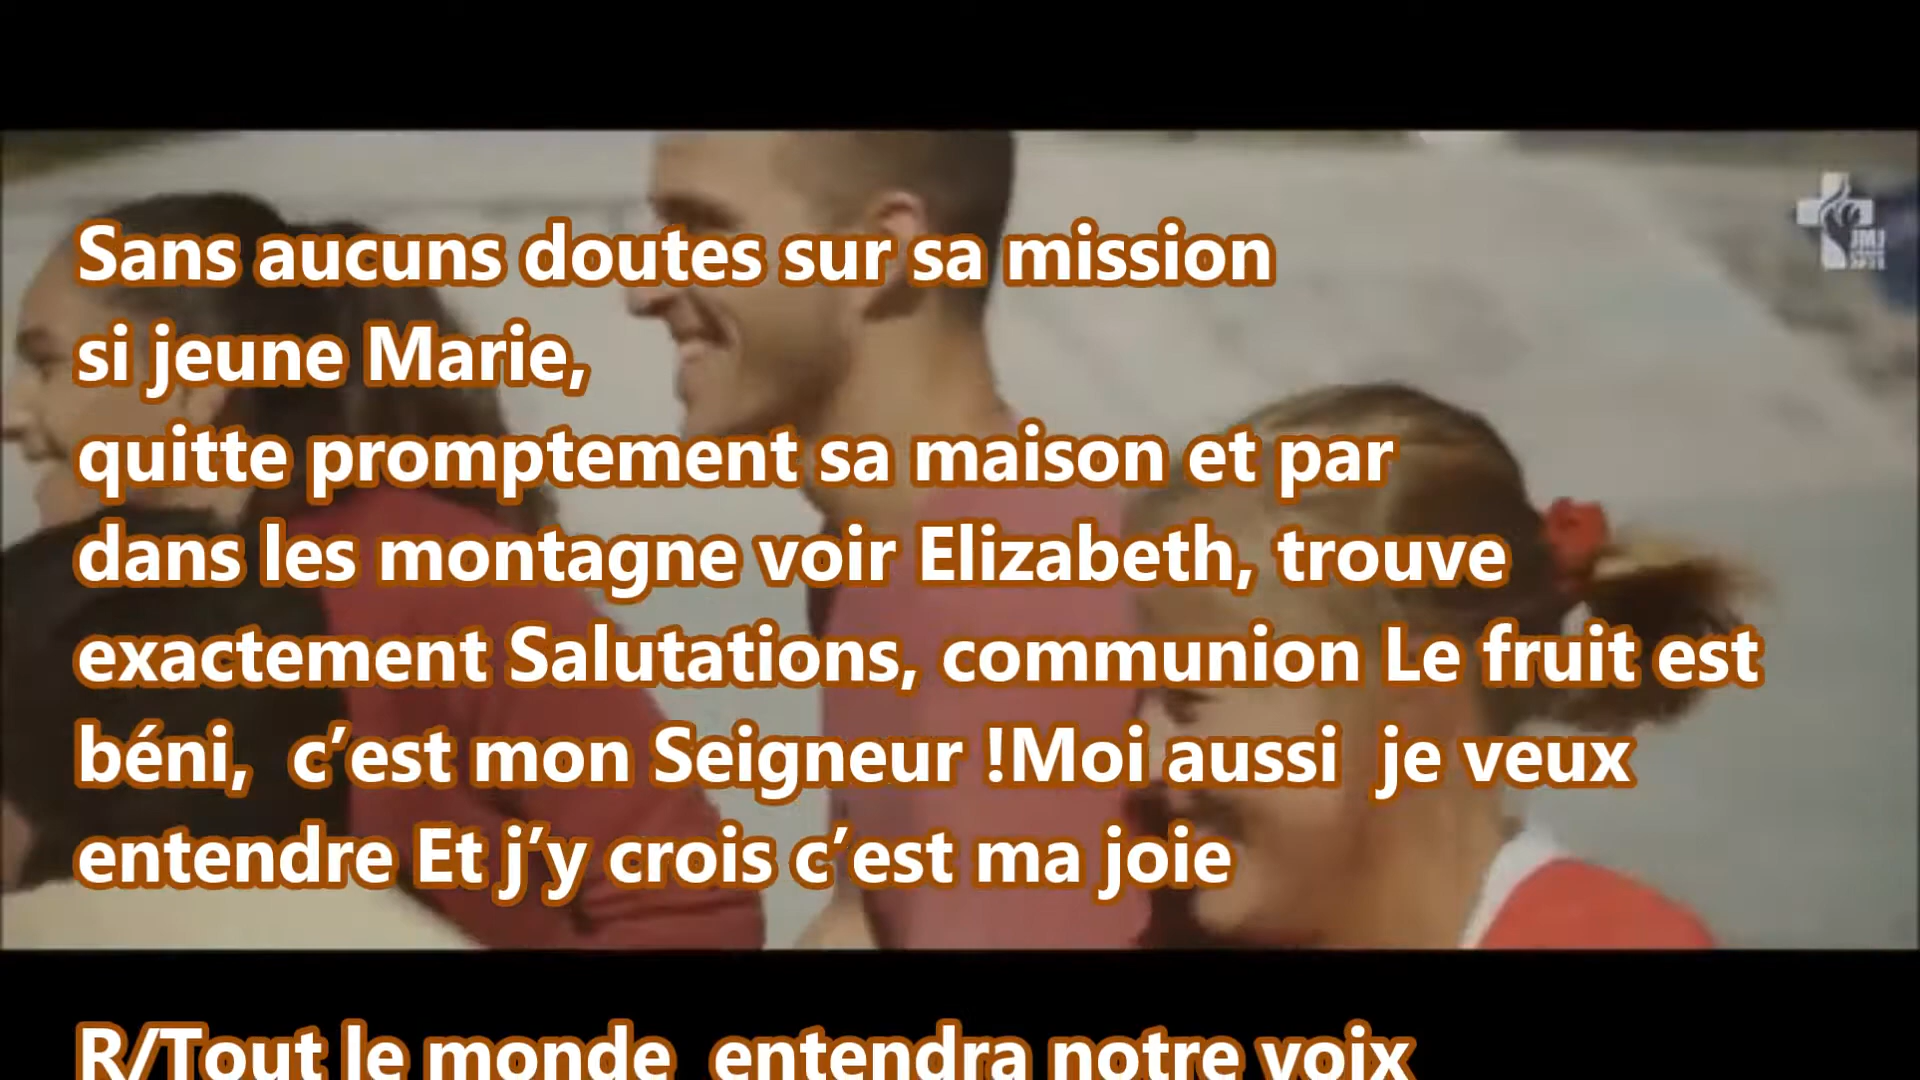 JMJ
Sans aucuns doutes sur sa mission
si jeune Marie,
quitte promptement sa maison et par
dans les montagne voir Elizabeth, trouve
exactement Salutations, communion Le fruit est
béni,  c’est mon Seigneur !Moi aussi  je veux
entendre Et j’y crois c’est ma joie
R/Tout le monde  entendra notre voix